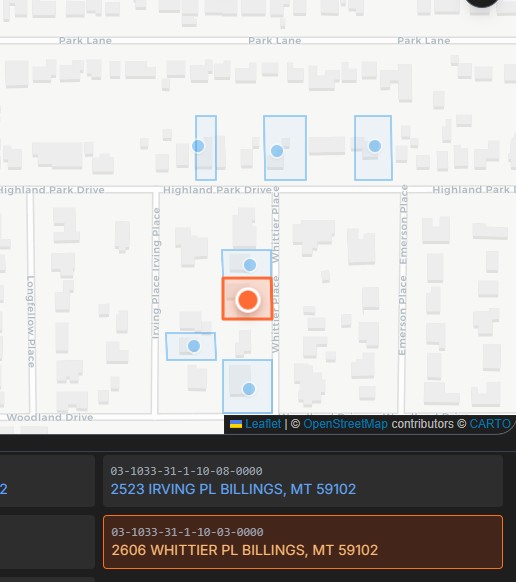 Park Lane Park Lane Park Lane
Highland Park Drive Highland Park Drive Highland Park
Longfellow Place
Irving Place Irving Place
Whittier Place Whittier Place
Emerson Place Emerson Place
Woodland Drive
Leaflet | © OpenStreetMap contributors © CARTO
2
03-1033-31-1-10-08-0000
2523 IRVING PL BILLINGS, MT 59102
03-1033-31-1-10-03-0000
2606 WHITTIER PL BILLINGS, MT 59102